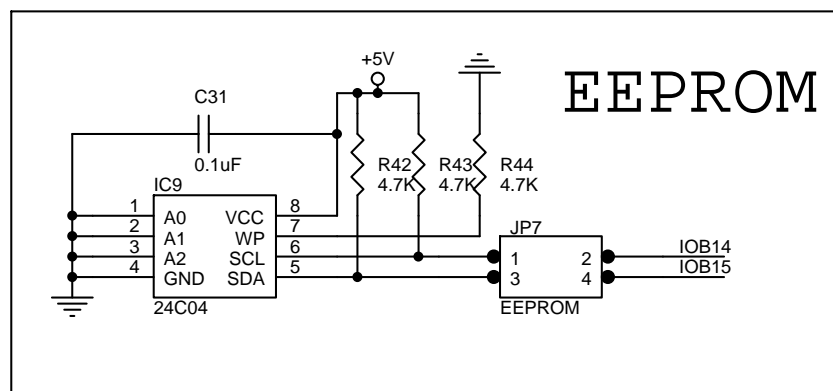 +5V
EEPROM
C31
0.1uF
R42
4.7K
R43
4.7K
R44
4.7K
IC9
1 A0 VCC 8
2 A1 WP 7
3 A2 SCL 6
4 GND SDA 5
24C04
JP7
1 2 IOB14
3 4 IOB15
EEPROM